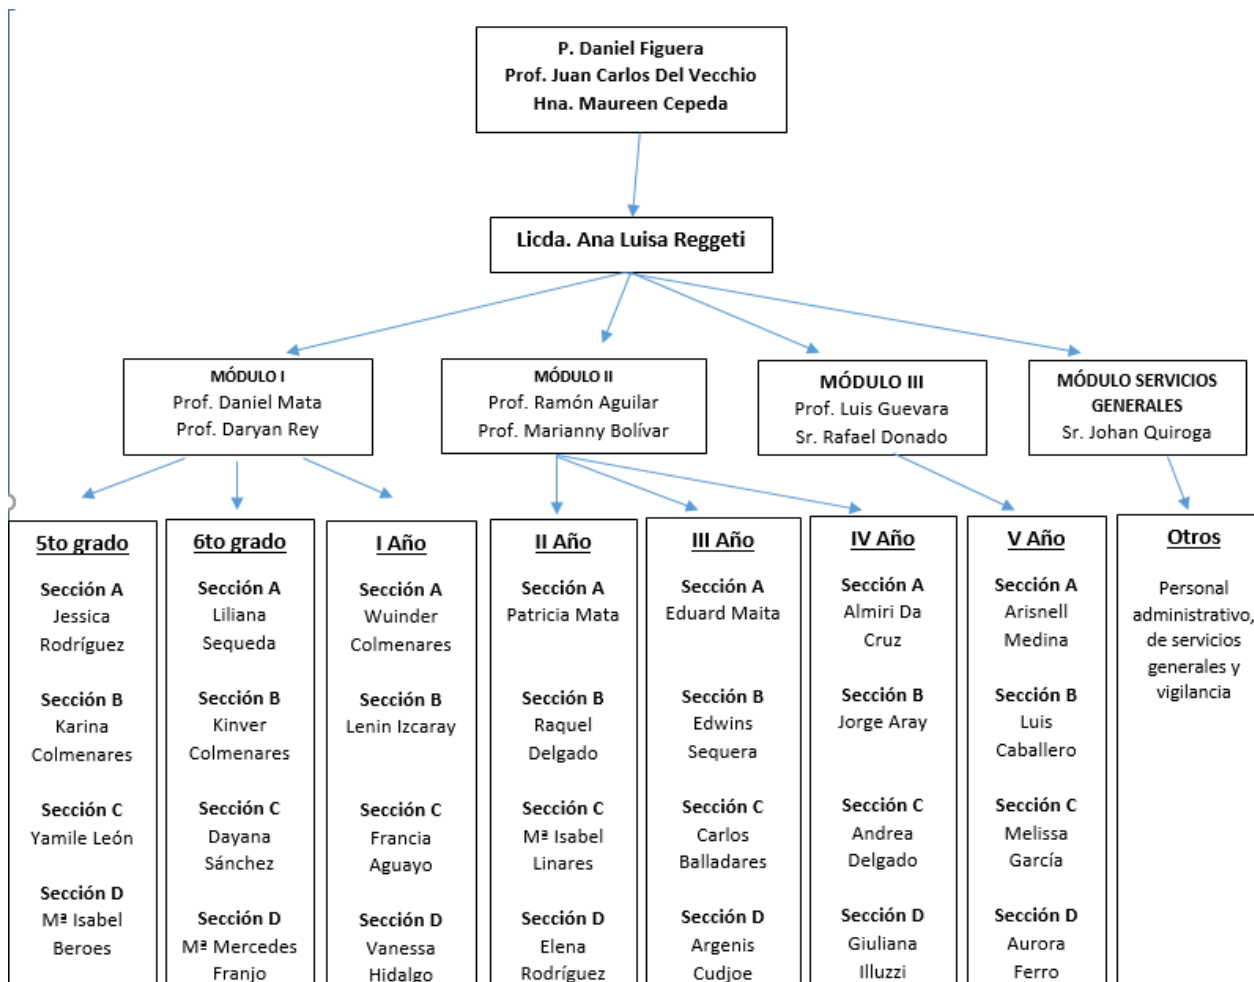 P. Daniel Figuera
Prof. Juan Carlos Del Vecchio
Hna. Maureen Cepeda
Licda. Ana Luisa Reggeti
MÓDULO I
Prof. Daniel Mata
Prof. Daryan Rey
MÓDULO II
Prof. Ramón Aguilar
Prof. Marianny Bolívar
MÓDULO III
Prof. Luis Guevara
Sr. Rafael Donado
MÓDULO SERVICIOS
GENERALES
Sr. Johan Quiroga
5to grado
Sección A
Jessica
Rodríguez
Sección B
Karina
Colmenares
Sección C
Yamile León
Sección D
Mª Isabel
Beroes
6to grado
Sección A
Liliana
Sequeda
Sección B
Kinver
Colmenares
Sección C
Dayana
Sánchez
Sección D
Mª Mercedes
Franjo
I Año
Sección A
Wuinder
Colmenares
Sección B
Lenin Izcaray
Sección C
Francia
Aguayo
Sección D
Vanessa
Hidalgo
II Año
Sección A
Patricia Mata
Sección B
Raquel
Delgado
Sección C
Mª Isabel
Linares
Sección D
Elena
Rodríguez
III Año
Sección A
Eduard Maita
Sección B
Edwins
Sequera
Sección C
Carlos
Balladares
Sección D
Argenis
Cudjoe
IV Año
Sección A
Almiri Da
Cruz
Sección B
Jorge Aray
Sección C
Andrea
Delgado
Sección D
Giuliana
Illuzzi
V Año
Sección A
Arisnell
Medina
Sección B
Luis
Caballero
Sección C
Melissa
García
Sección D
Aurora
Ferro
Otros
Personal
administrativo,
de servicios
generales y
vigilancia